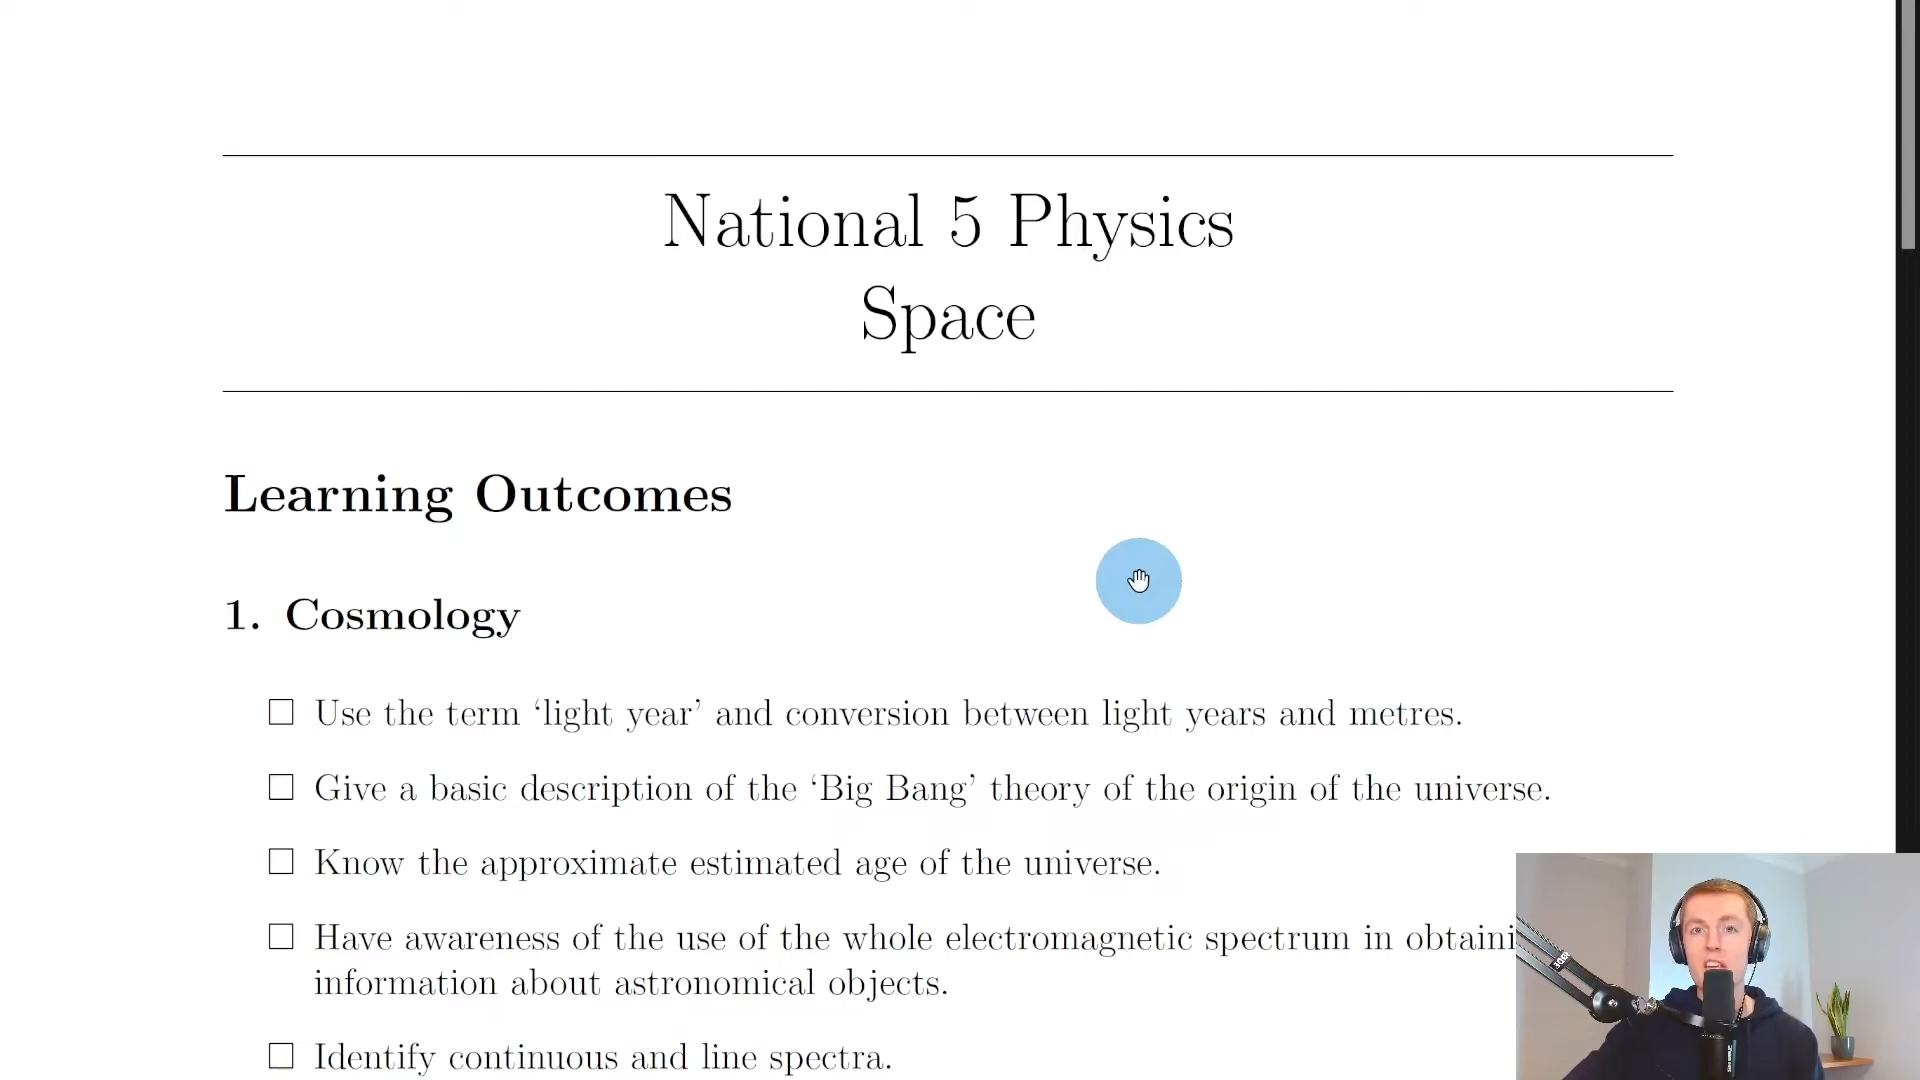 National 5 Physics
Space
Learning Outcomes
1. Cosmology
☐ Use the term ‘light year’ and conversion between light years and metres.
☐ Give a basic description of the ‘Big Bang’ theory of the origin of the universe.
☐ Know the approximate estimated age of the universe.
☐ Have awareness of the use of the whole electromagnetic spectrum in obtaini
information about astronomical objects.
☐ Identify continuous and line spectra.